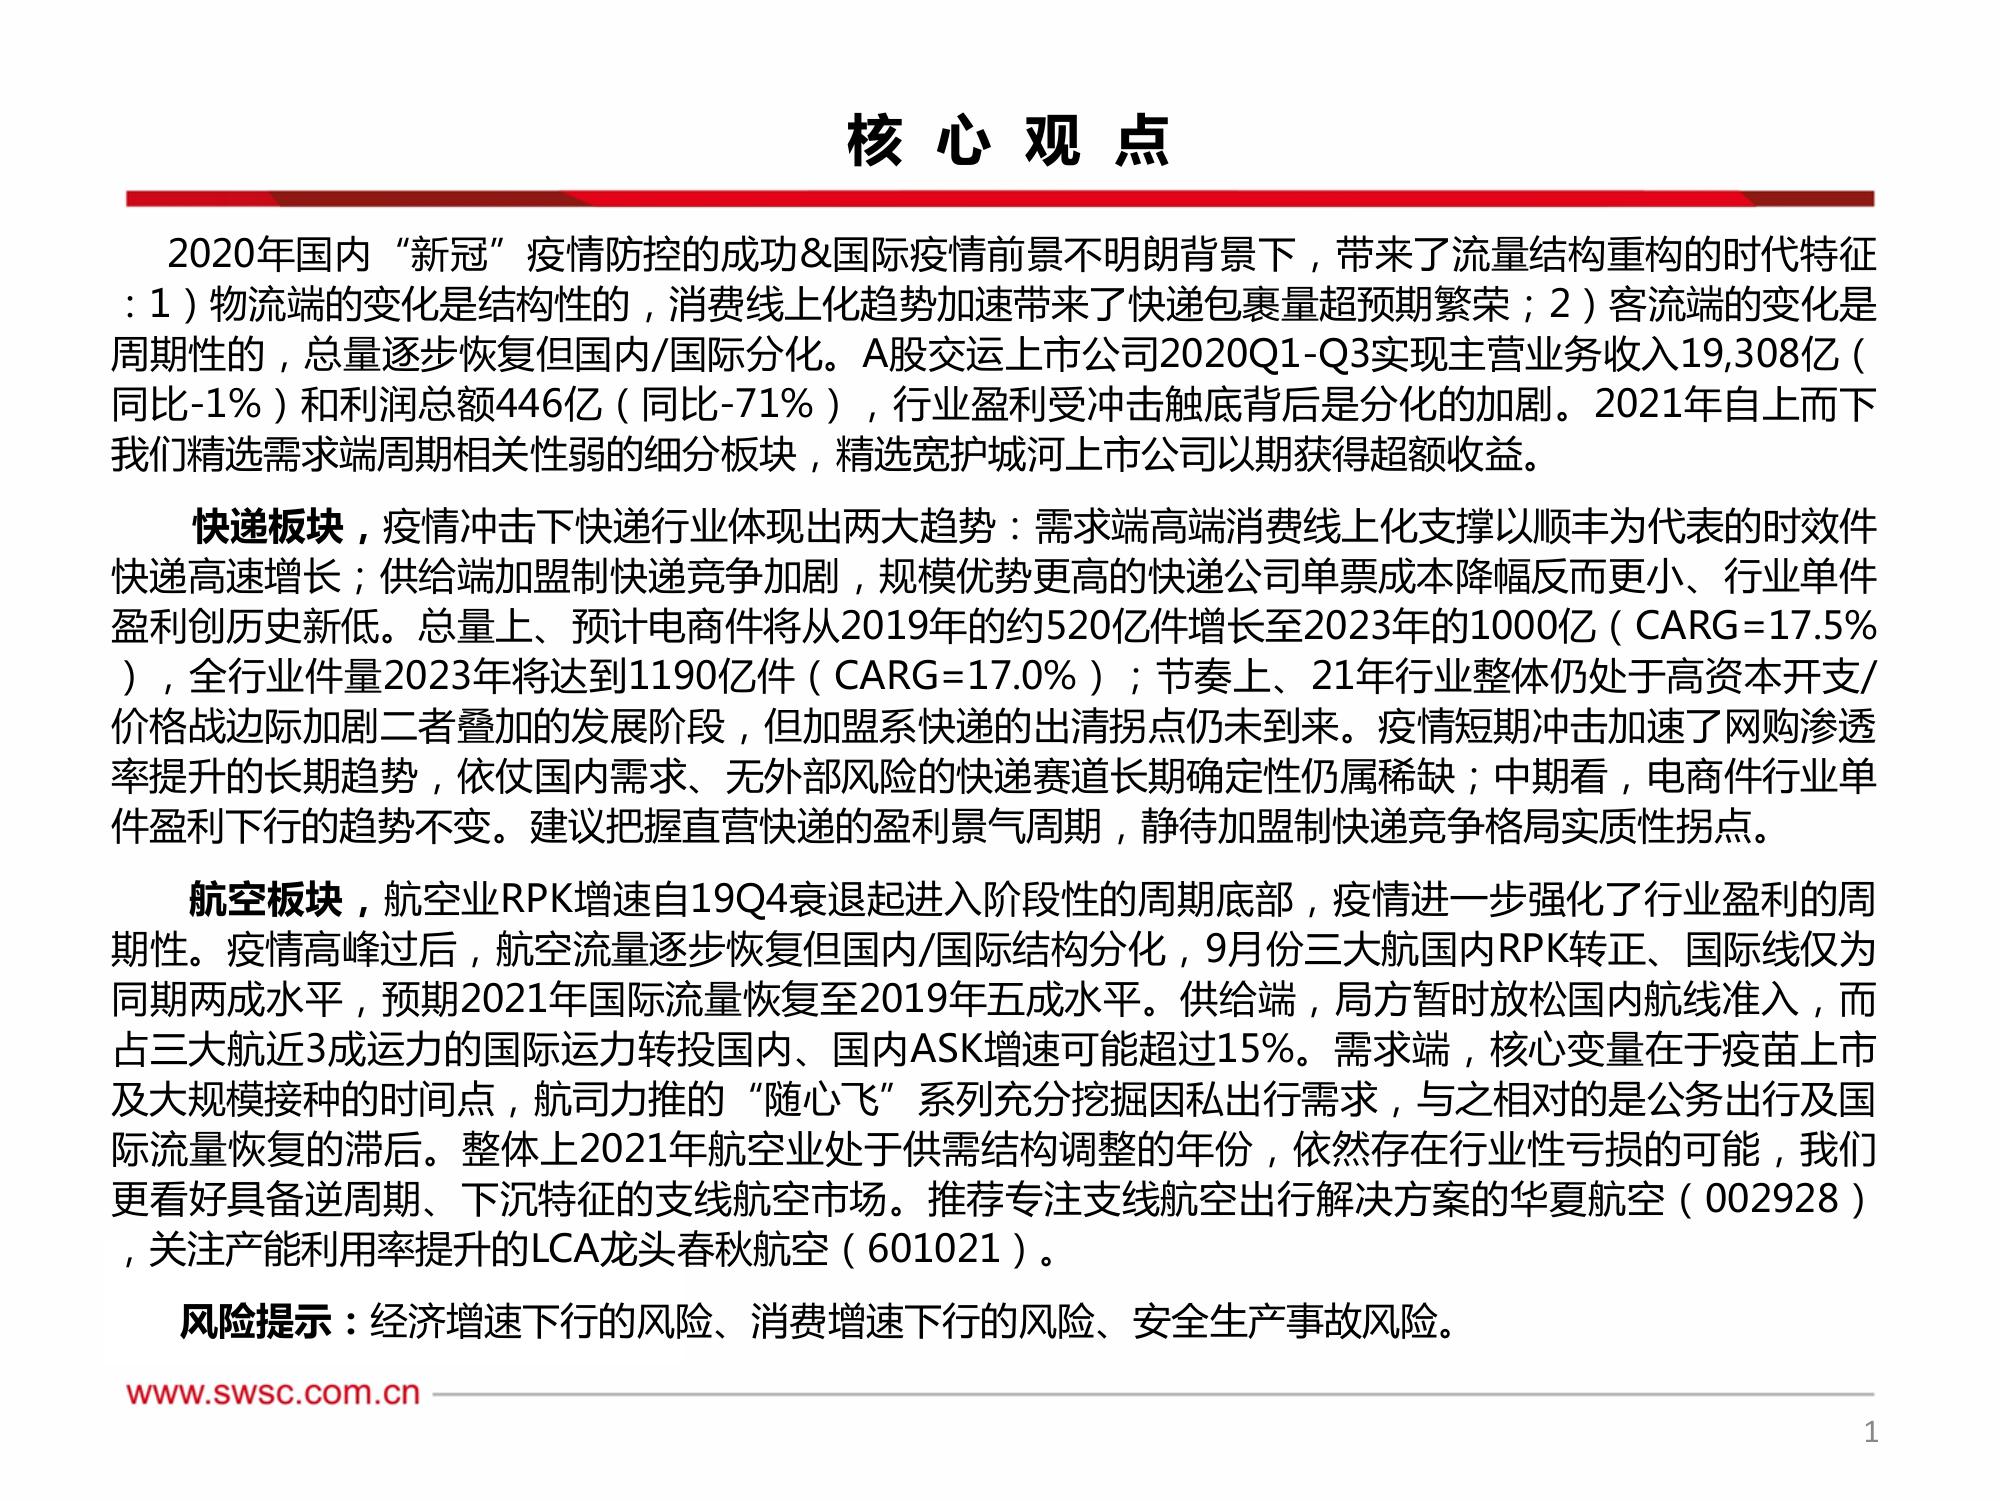 核心观点
2020年国内“新冠”疫情防控的成功&国际疫情前景不明朗背景下，带来了流量结构重构的时代特征
：1）物流端的变化是结构性的，消费线上化趋势加速带来了快递包裹量超预期繁荣；2）客流端的变化是
周期性的，总量逐步恢复但国内/国际分化。A股交运上市公司2020Q1-Q3实现主营业务收入19,308亿（
同比-1%）和利润总额446亿（同比-71%），行业盈利受冲击触底背后是分化的加剧。2021年自上而下
我们精选需求端周期相关性弱的细分板块，精选宽护城河上市公司以期获得超额收益。
快递板块，疫情冲击下快递行业体现出两大趋势：需求端高端消费线上化支撑以顺丰为代表的时效件
快递高速增长；供给端加盟制快递竞争加剧，规模优势更高的快递公司单票成本降幅反而更小、行业单件
盈利创历史新低。总量上、预计电商件将从2019年的约520亿件增长至2023年的1000亿（CARG=17.5%
），全行业件量2023年将达到1190亿件（CARG=17.0%）；节奏上、21年行业整体仍处于高资本开支/
价格战边际加剧二者叠加的发展阶段，但加盟系快递的出清拐点仍未到来。疫情短期冲击加速了网购渗透
率提升的长期趋势，依仗国内需求、无外部风险的快递赛道长期确定性仍属稀缺；中期看，电商件行业单
件盈利下行的趋势不变。建议把握直营快递的盈利景气周期，静待加盟制快递竞争格局实质性拐点。
航空板块，航空业RPK增速自19Q4衰退起进入阶段性的周期底部，疫情进一步强化了行业盈利的周
期性。疫情高峰过后，航空流量逐步恢复但国内/国际结构分化，9月份三大航国内RPK转正、国际线仅为
同期两成水平，预期2021年国际流量恢复至2019年五成水平。供给端，局方暂时放松国内航线准入，而
占三大航近3成运力的国际运力转投国内、国内ASK增速可能超过15%。需求端，核心变量在于疫苗上市
及大规模接种的时间点，航司力推的“随心飞”系列充分挖掘因私出行需求，与之相对的是公务出行及国
际流量恢复的滞后。整体上2021年航空业处于供需结构调整的年份，依然存在行业性亏损的可能，我们
更看好具备逆周期、下沉特征的支线航空市场。推荐专注支线航空出行解决方案的华夏航空（002928）
，关注产能利用率提升的LCA龙头春秋航空（601021）。
风险提示：经济增速下行的风险、消费增速下行的风险、安全生产事故风险。
www.swsc.com.cn
1